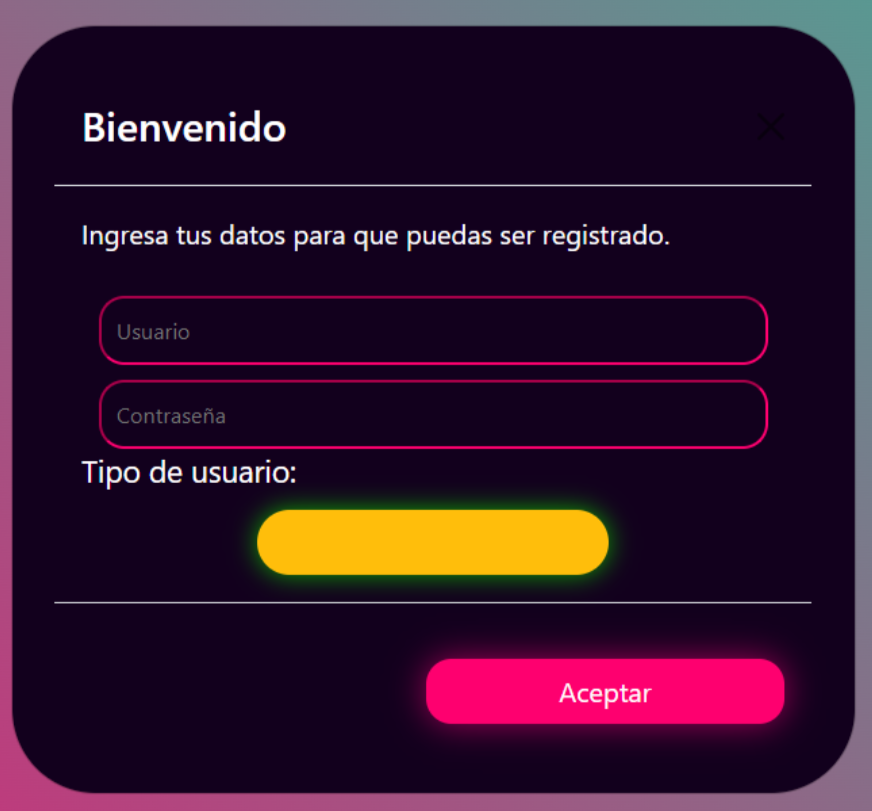 Bienvenido
Ingresa tus datos para que puedas ser registrado.
Usuario
Contraseña
Tipo de usuario:
Aceptar